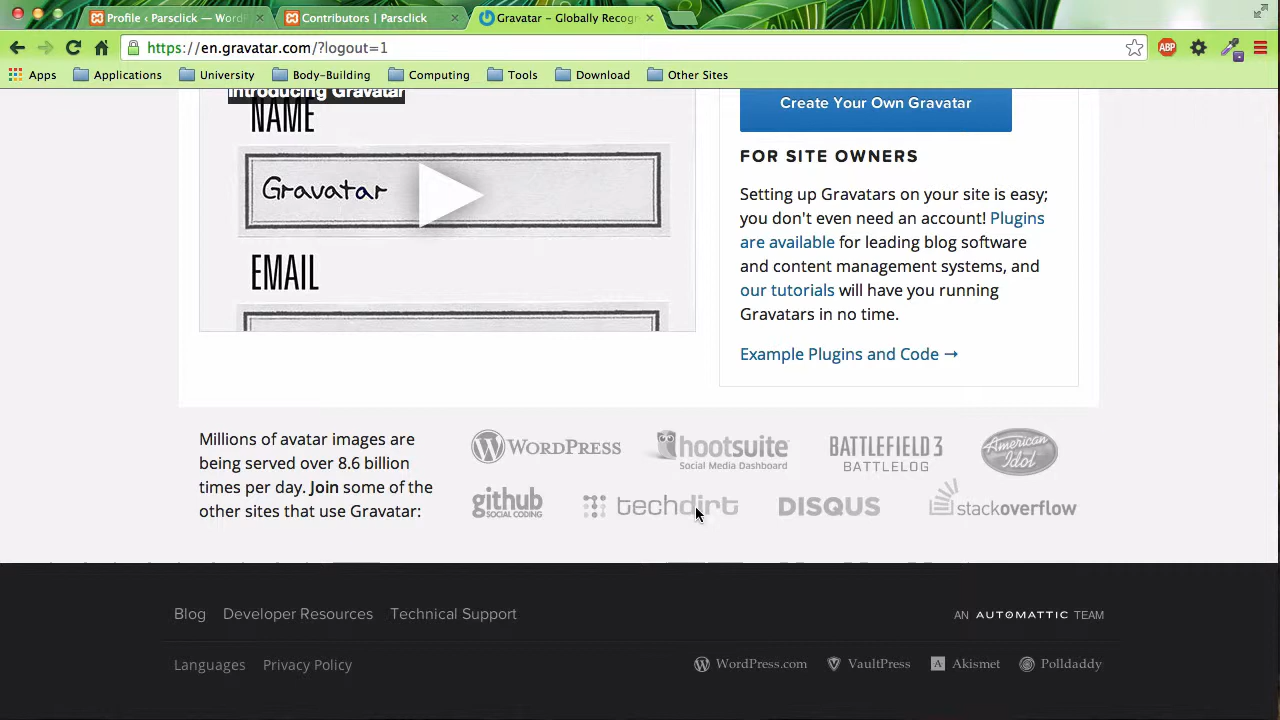 Profile ‹ Parsclick — Word
Contributors | Parsclick
Gravatar - Globally Recogn
https://en.gravatar.com/?logout=1
ABP
Apps Applications University Body-Building Computing Tools Download Other Sites
Introducing Gravatar
NAME
Gravatar
EMAIL
Create Your Own Gravatar
FOR SITE OWNERS
Setting up Gravatars on your site is easy;
you don't even need an account! Plugins
are available for leading blog software
and content management systems, and
our tutorials will have you running
Gravatars in no time.
Example Plugins and Code →
Millions of avatar images are
being served over 8.6 billion
times per day. Join some of the
other sites that use Gravatar:
WORDPRESS
hootsuite
Social Media Dashboard
BATTLEFIELD 3
BATTLELOG
American
Idol
github
SOCIAL CODING
techdirt
DISQUS
stackoverflow
Blog Developer Resources Technical Support
AN AUTOMATTIC TEAM
Languages Privacy Policy
WordPress.com VaultPress Akismet Polldaddy